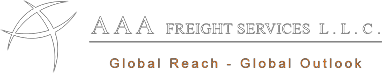 AAA FREIGHT SERVICES L.L.C.
Global Reach - Global Outlook